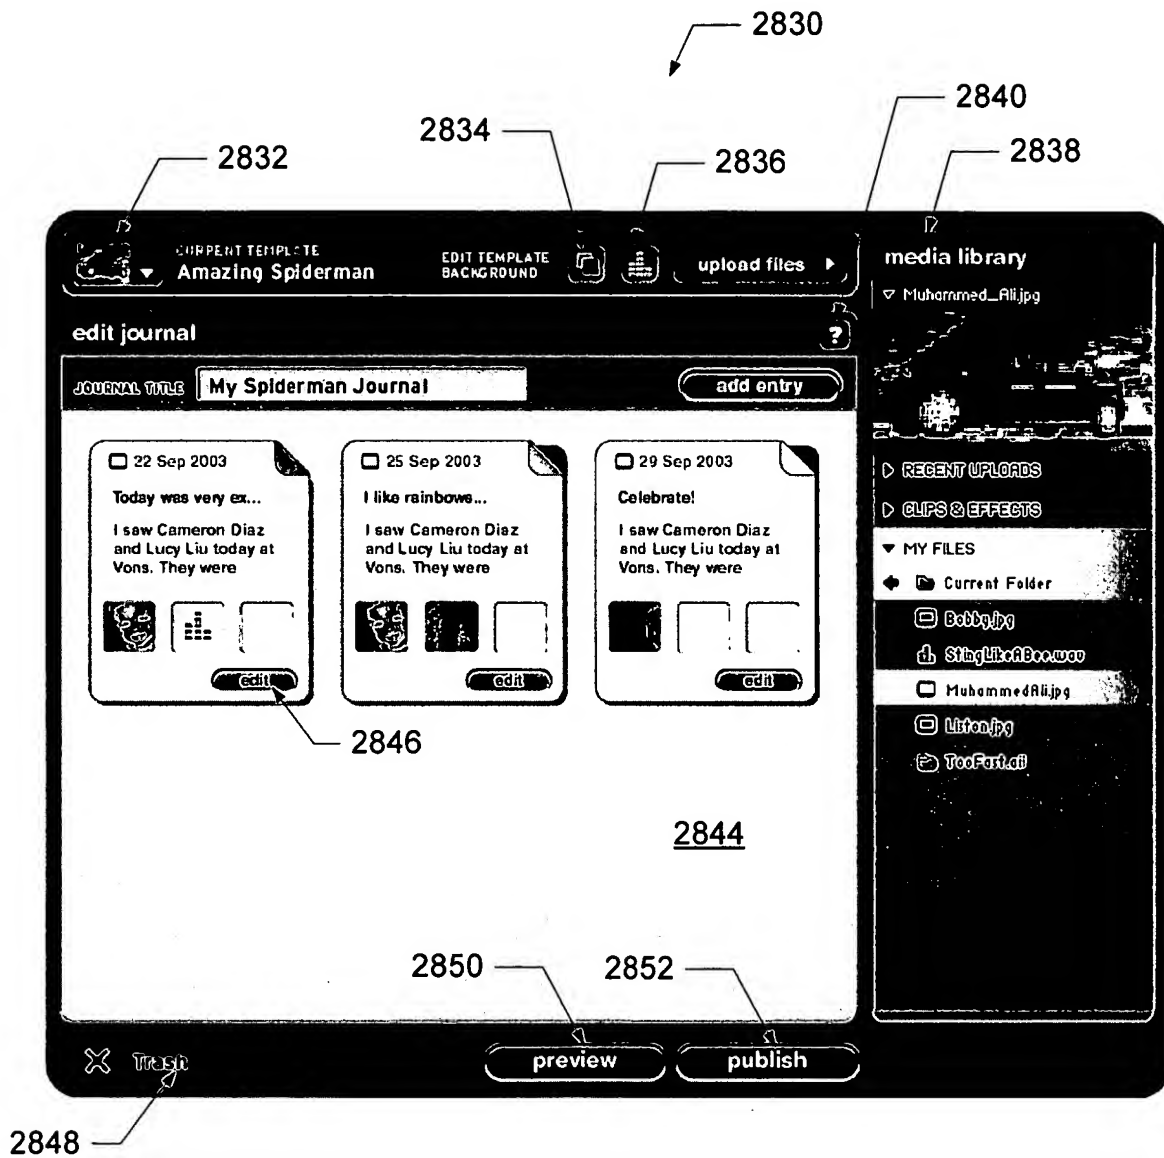 2830
2840
2834
2832
2836
2838
CURRENT TEMPLATE
Amazing Spiderman
EDIT TEMPLATE
BACKGROUND
upload files
media library
Muhammed_Ali.jpg
edit journal
?
JOURNAL TITLE
My Spiderman Journal
add entry
22 Sep 2003
Today was very ex...
I saw Cameron Diaz
and Lucy Liu today at
Vons. They were
edit
25 Sep 2003
I like rainbows...
I saw Cameron Diaz
and Lucy Liu today at
Vons. They were
edit
29 Sep 2003
Celebrate!
I saw Cameron Diaz
and Lucy Liu today at
Vons. They were
edit
RECENT UPLOADS
CLIPS & EFFECTS
MY FILES
Current Folder
Bobby.jpg
StingLikeABee.wav
MuhammedAli.jpg
Liston.jpg
2846
2844
2850
2852
Trash
preview
publish
2848